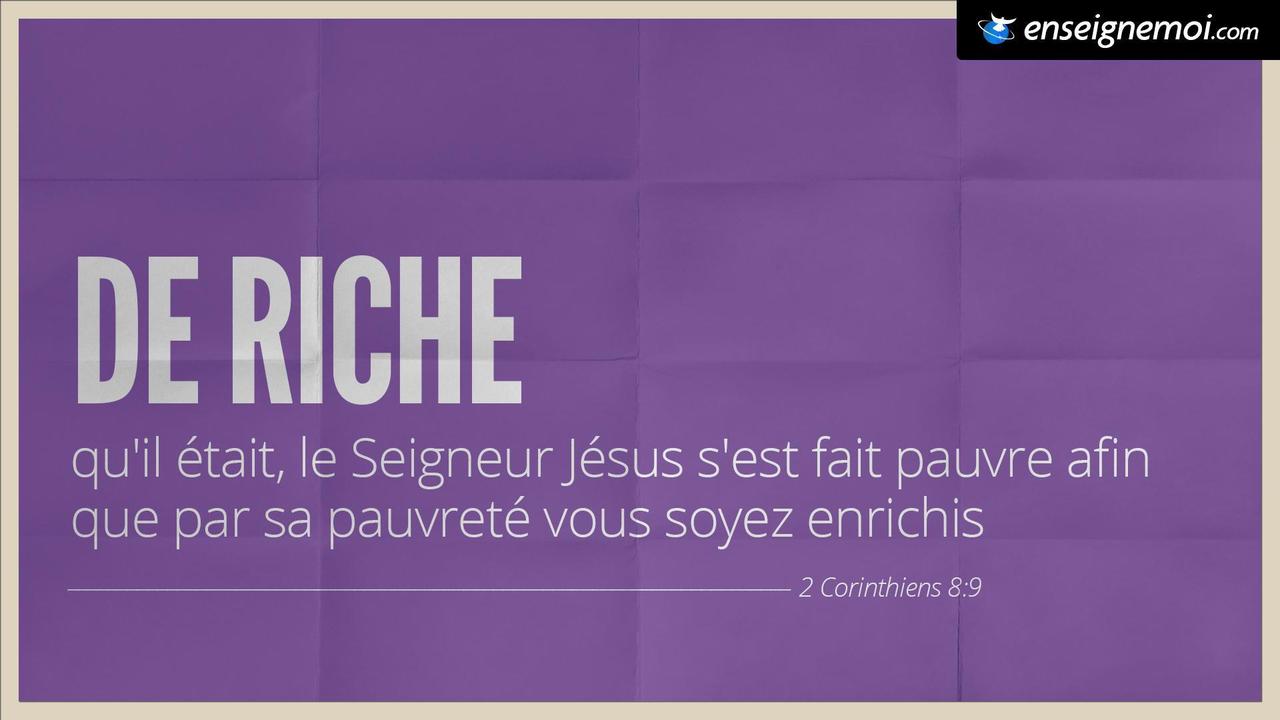 enseignemoi.com
DE RICHE
qu'il était, le Seigneur Jésus s'est fait pauvre afin
que par sa pauvreté vous soyez enrichis
2 Corinthiens 8:9